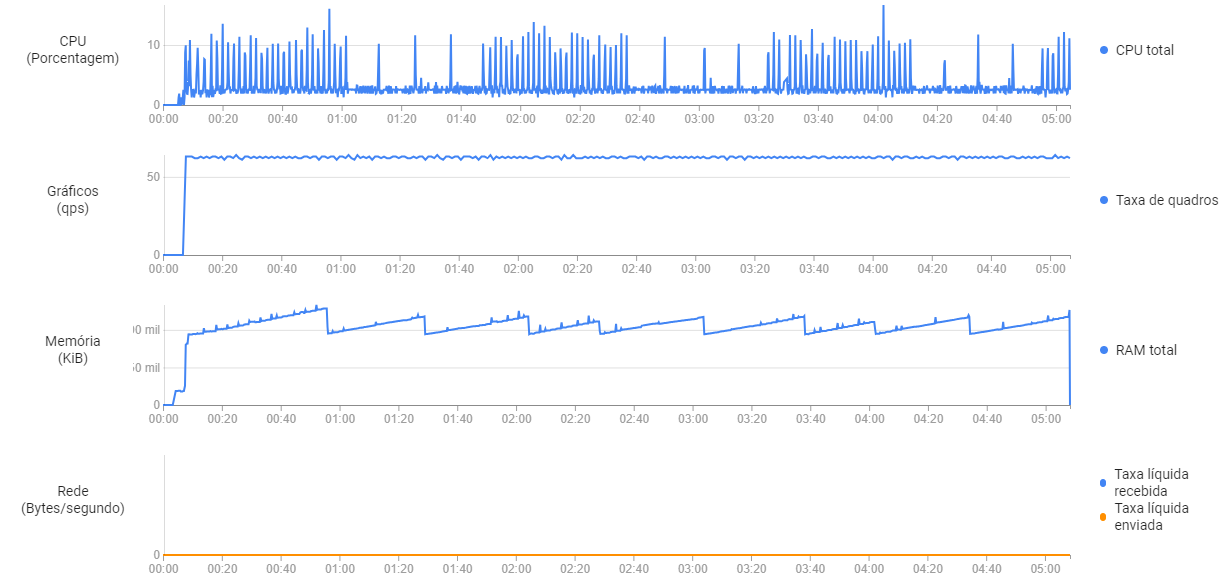 CPU
(Porcentagem)
10
0
00:00 00:20 00:40 01:00 01:20 01:40 02:00 02:20 02:40 03:00 03:20 03:40 04:00 04:20 04:40 05:00
CPU total
Gráficos
(qps)
50
0
00:00 00:20 00:40 01:00 01:20 01:40 02:00 02:20 02:40 03:00 03:20 03:40 04:00 04:20 04:40 05:00
Taxa de quadros
Memória
(KiB)
00 mil
50 mil
0
00:00 00:20 00:40 01:00 01:20 01:40 02:00 02:20 02:40 03:00 03:20 03:40 04:00 04:20 04:40 05:00
RAM total
Rede
(Bytes/segundo)
0
00:00 00:20 00:40 01:00 01:20 01:40 02:00 02:20 02:40 03:00 03:20 03:40 04:00 04:20 04:40 05:00
Taxa líquida
recebida
Taxa líquida
enviada